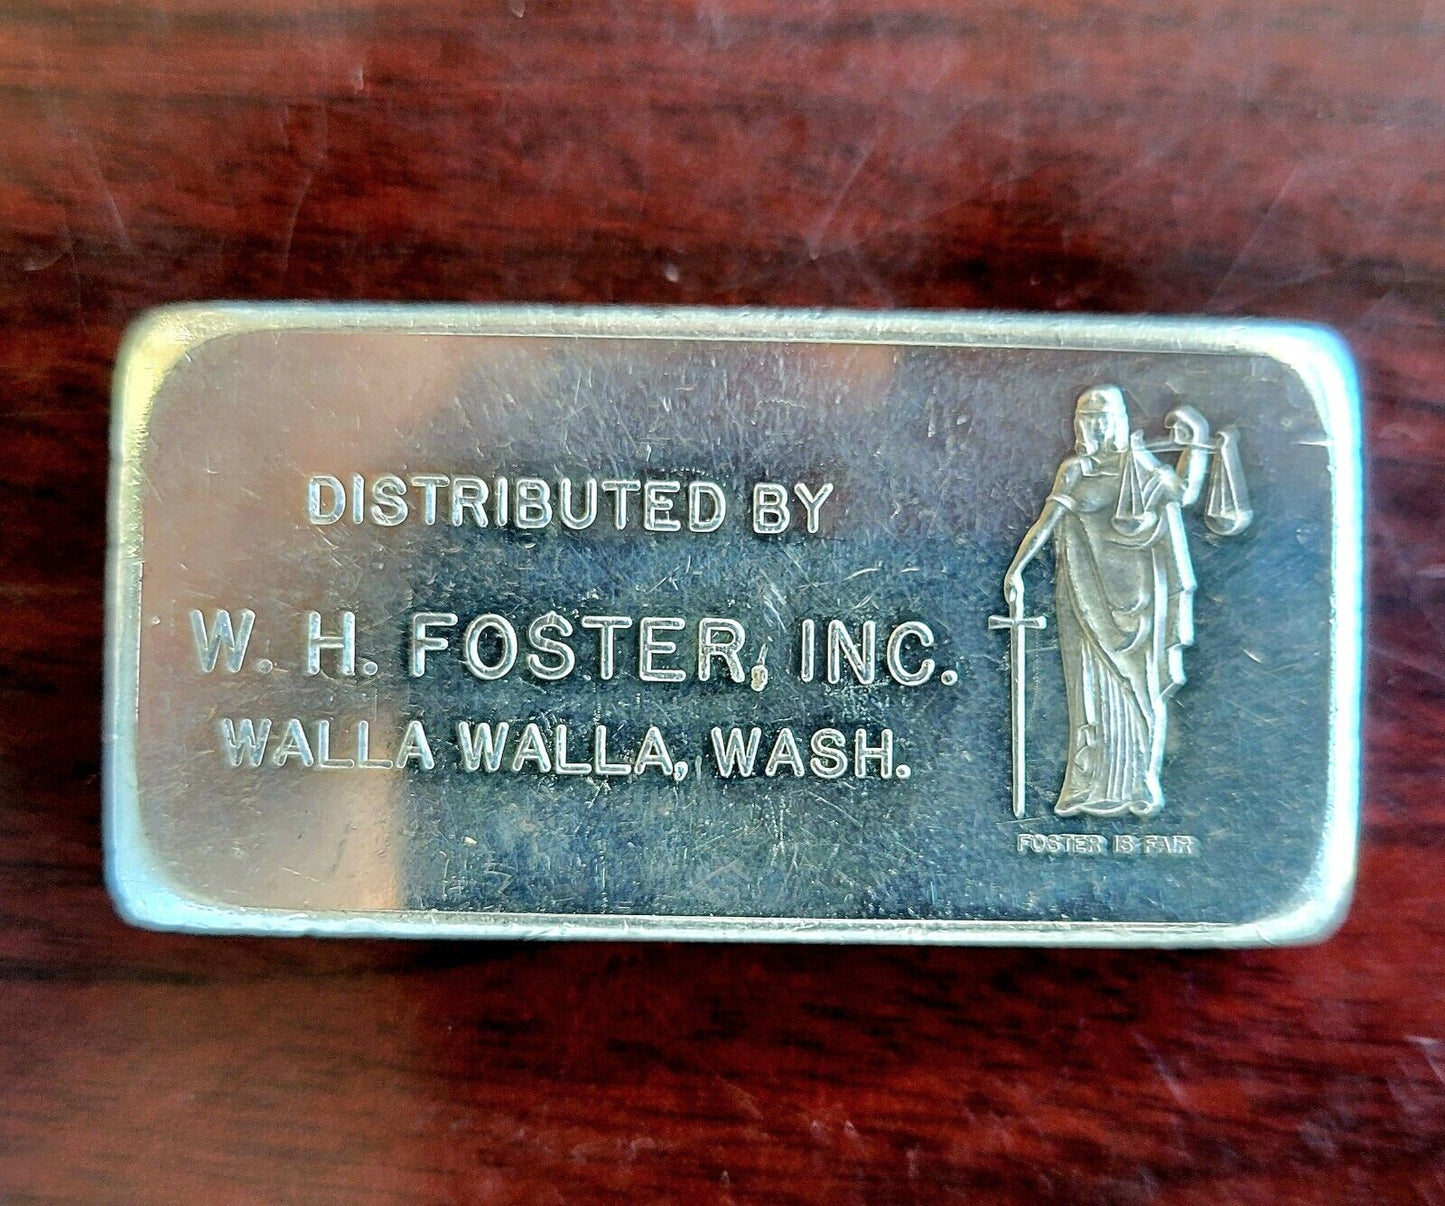 DISTRIBUTED BY
W. H. FOSTER, INC.
WALLA WALLA, WASH.
FOSTER IS FAIR